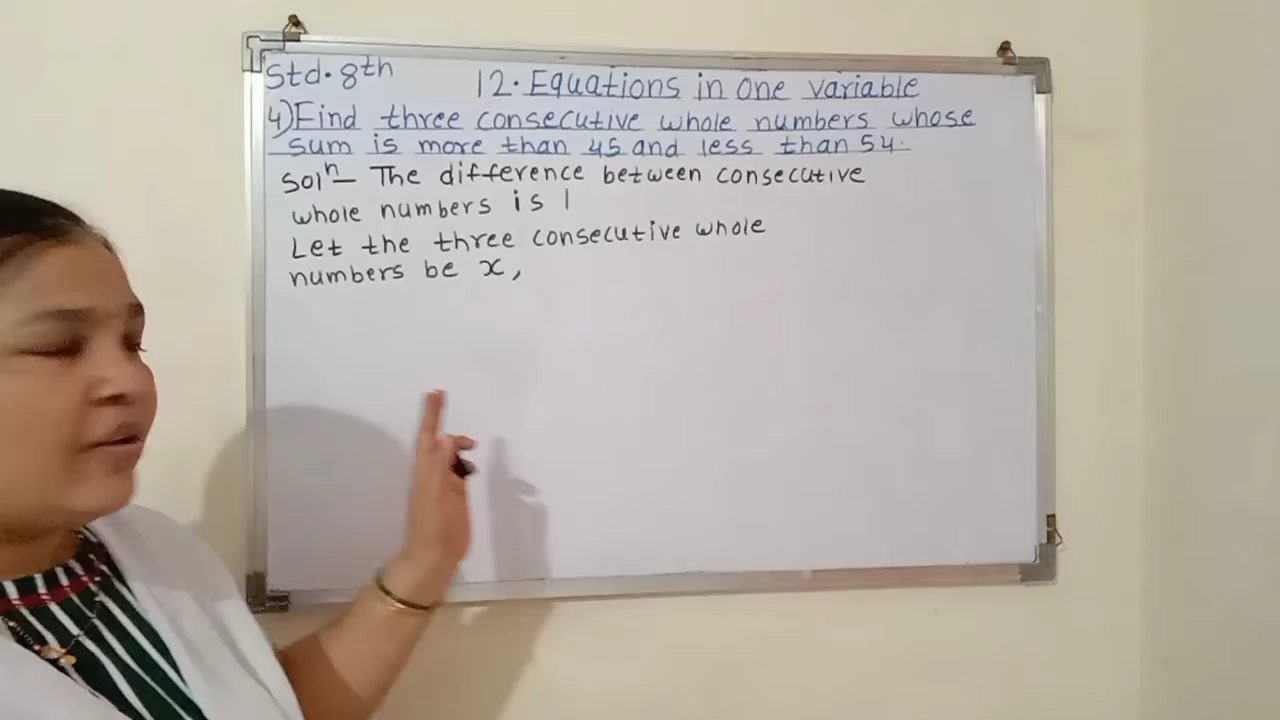 Std. 8th
12. Equations in one variable
4) Find three consecutive whole numbers whose
sum is more than 45 and less than 54.
Solⁿ- The difference between consecutive
whole numbers is 1
Let the three consecutive whole
numbers be x,